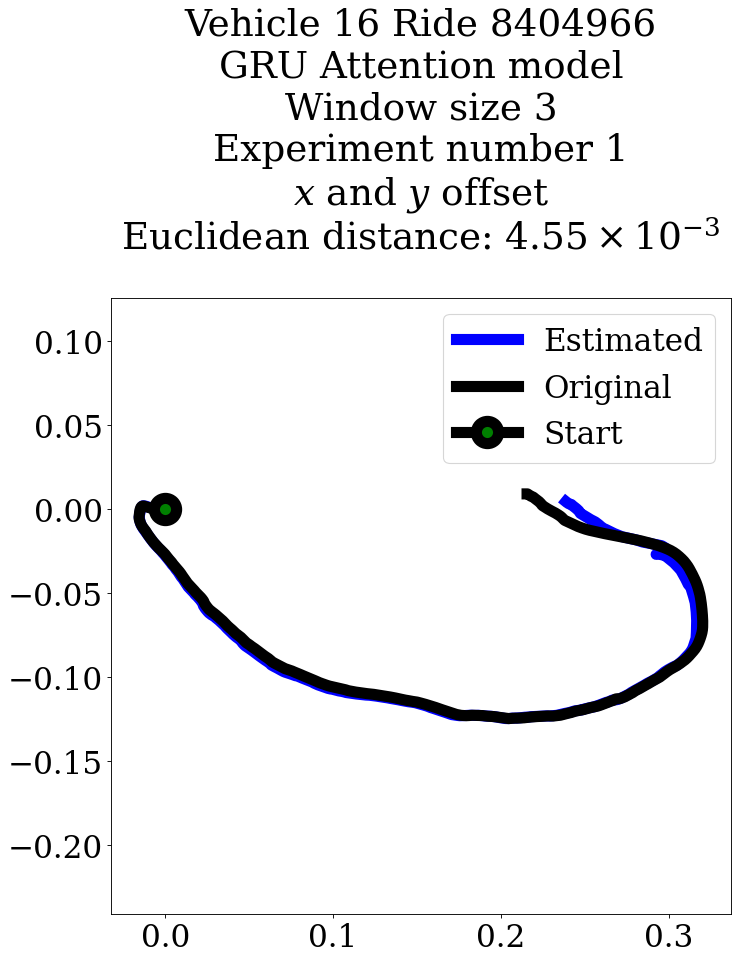 Vehicle 16 Ride 8404966
GRU Attention model
Window size 3
Experiment number 1
x and y offset
Euclidean distance: 4.55 × 10⁻³
Estimated
Original
Start
0.10
0.05
0.00
−0.05
−0.10
−0.15
−0.20
0.0 0.1 0.2 0.3